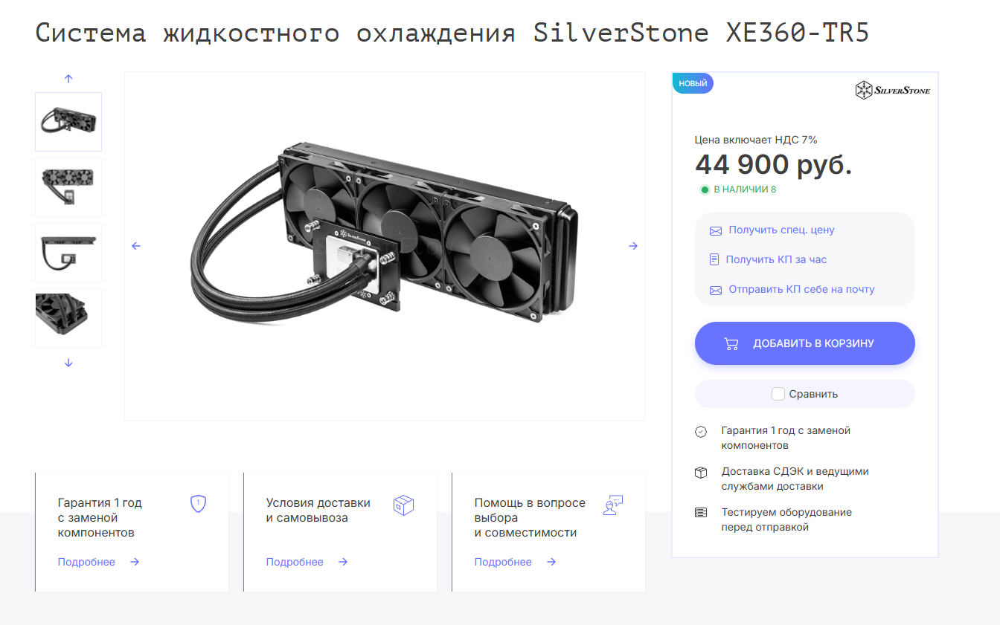 Система жидкостного охлаждения SilverStone XE360-TR5
НОВЫЙ
SILVERSTONE
Цена включает НДС 7%
44 900 руб.
В НАЛИЧИИ 8
Получить спец. цену
Получить КП за час
Отправить КП себе на почту
ДОБАВИТЬ В КОРЗИНУ
Сравнить
Гарантия 1 год с заменой
компонентов
Доставка СДЭК и ведущими
службами доставки
Тестируем оборудование
перед отправкой
SILVERSTONE
Гарантия 1 год
с заменой
компонентов
1
Подробнее
Условия доставки
и самовывоза
Подробнее
Помощь в вопросе
выбора
и совместимости
Подробнее